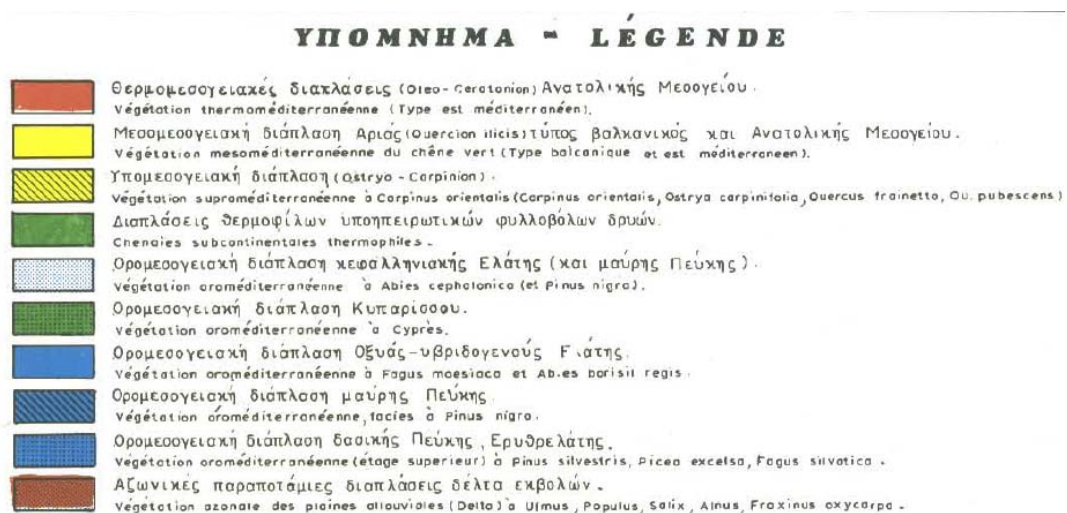 ΥΠΟΜΝΗΜΑ - LÉGENDE
Θερμομεσογειακές διαπλάσεις (Oleo-Ceratonion) Ανατολικής Μεσογείου.
Végétation thermoméditerranéenne (Type est méditerranéen).
Μεσομεσογειακή διάπλαση Αριάς (Quercion ilicis) τύπος βαλκανικός και Ανατολικής Μεσογείου.
Végétation mesoméditerranéenne du chêne vert (Type balcanique et est méditerraneen).
Υπομεσογειακή διάπλαση (Ostryo - Carpinion).
Végétation supraméditerranéenne à Carpinus orientalis (Carpinus orientalis, Ostrya carpinifolia, Quercus frainetto, Qu. pubescens)
Διαπλάσεις θερμοφίλων υποηπειρωτικών φυλλοβόλων δρυών.
Chenaies subcontinentales thermophiles.
Ορομεσογειακή διάπλαση κεφαλληνιακής Ελάτης (και μαύρης Πεύκης).
Végétation oroméditerranéenne à Abies cephalonica (et Pinus nigra).
Ορομεσογειακή διάπλαση Κυπαρίσσου.
Végétation oroméditerranéenne à Cyprès.
Ορομεσογειακή διάπλαση Οξυάς-υβριδογενούς Ελάτης.
Végétation oroméditerranéenne à Fagus moesiaca et Abies borisii regis.
Ορομεσογειακή διάπλαση μαύρης Πεύκης.
Végétation oroméditerranéenne, facies à Pinus nigra.
Ορομεσογειακή διάπλαση δασικής Πεύκης, Ερυθρελάτης.
Végétation oroméditerranéenne (étage superieur) à Pinus silvestris, Picea excelsa, Fagus silvatica.
Αζωνικές παραποτάμιες διαπλάσεις δέλτα εκβολών.
Végétation azonale des plaines alluviales (Delta) à Ulmus, Populus, Salix, Alnus, Fraxinus oxycarpa.